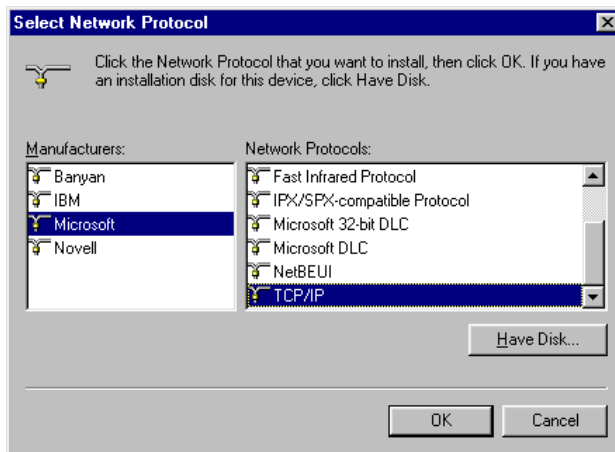 Select Network Protocol
Click the Network Protocol that you want to install, then click OK. If you have
an installation disk for this device, click Have Disk.
Manufacturers:
Banyan
IBM
Microsoft
Novell
Network Protocols:
Fast Infrared Protocol
IPX/SPX-compatible Protocol
Microsoft 32-bit DLC
Microsoft DLC
NetBEUI
TCP/IP
Have Disk...
OK
Cancel